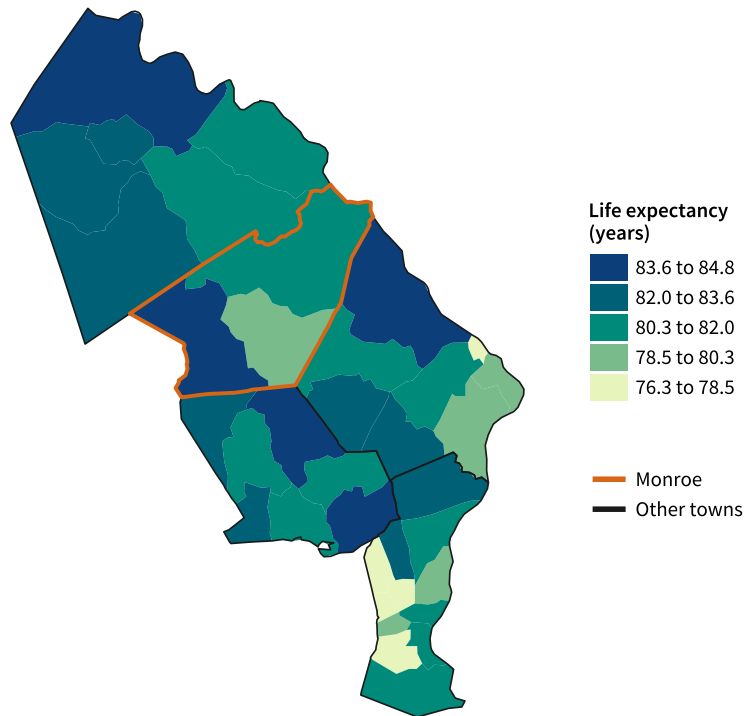 Life expectancy
(years)
83.6 to 84.8
82.0 to 83.6
80.3 to 82.0
78.5 to 80.3
76.3 to 78.5
Monroe
Other towns